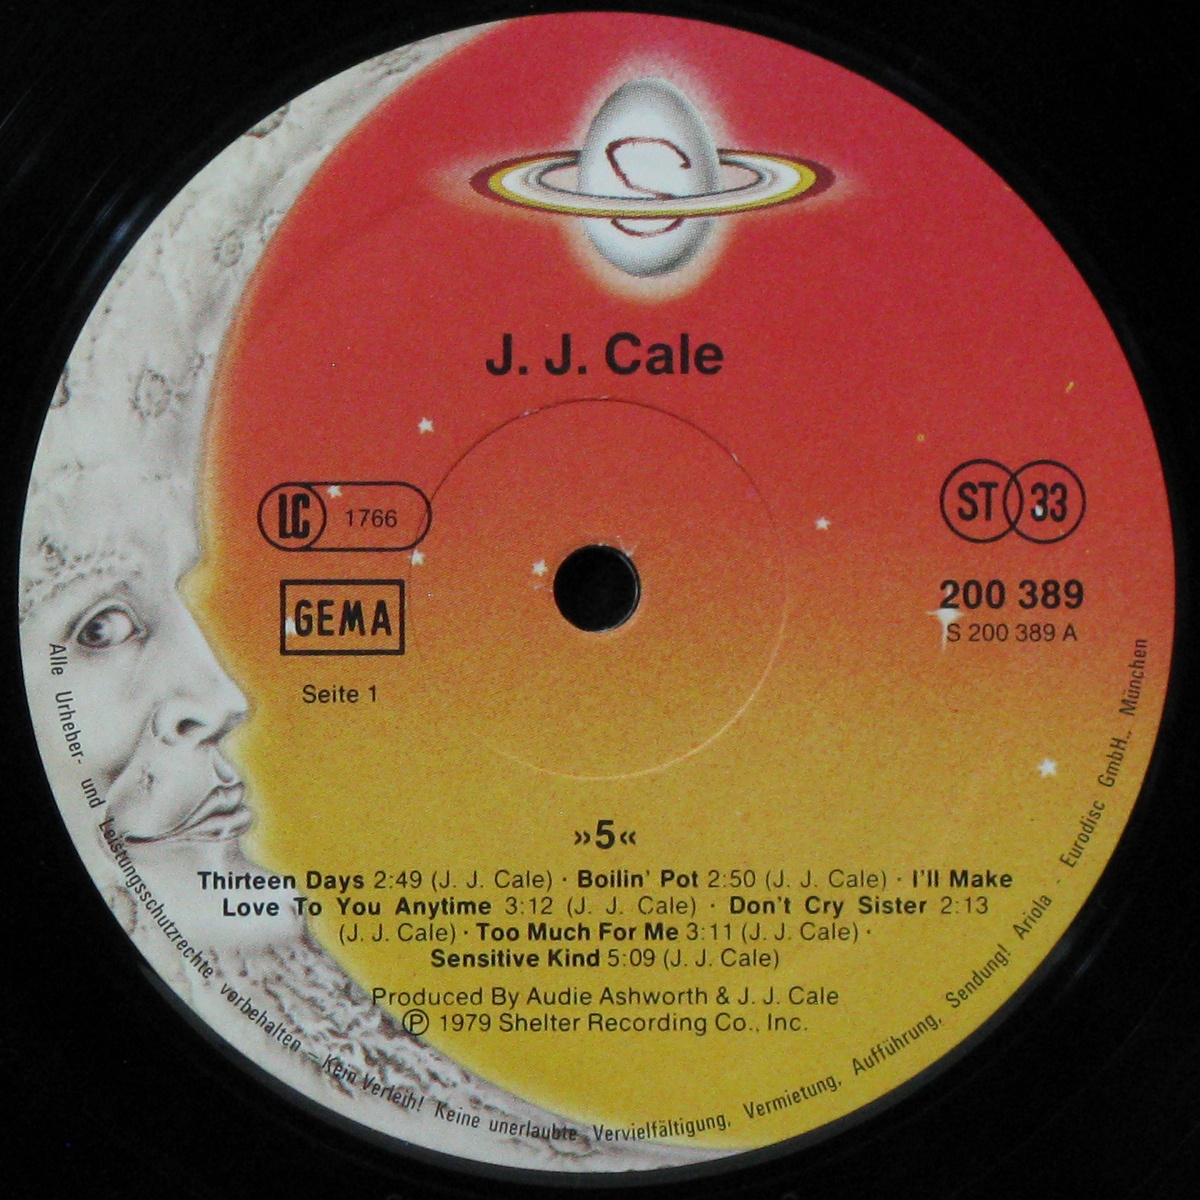 J. J. Cale
LC 1766
ST 33
GEMA
200 389
S 200 389 A
Seite 1
»5«
Thirteen Days 2:49 (J. J. Cale) · Boilin' Pot 2:50 (J. J. Cale) · I'll Make
Love To You Anytime 3:12 (J. J. Cale) · Don't Cry Sister 2:13
(J. J. Cale) · Too Much For Me 3:11 (J. J. Cale) ·
Sensitive Kind 5:09 (J. J. Cale)
Produced By Audie Ashworth & J. J. Cale
℗ 1979 Shelter Recording Co., Inc.
Alle Urheber- und Leistungsschutzrechte vorbehalten – Kein Verleih! Keine unerlaubte Vervielfältigung, Vermietung, Aufführung, Sendung! Ariola · Eurodisc GmbH., München